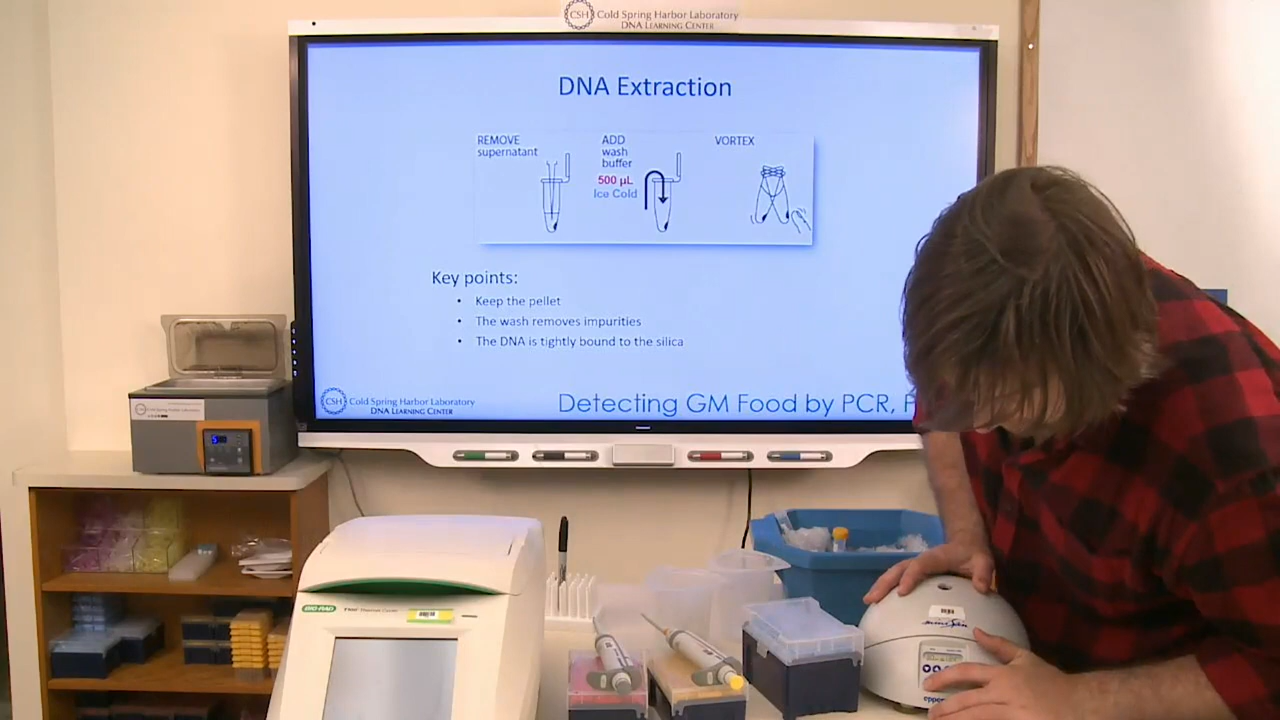 CSH Cold Spring Harbor Laboratory
DNA LEARNING CENTER
DNA Extraction
REMOVE
supernatant
ADD
wash
buffer
500 µL
Ice Cold
VORTEX
Key points:
• Keep the pellet
• The wash removes impurities
• The DNA is tightly bound to the silica
CSH Cold Spring Harbor Laboratory
DNA LEARNING CENTER
Detecting GM Food by PCR,
BIO-RAD